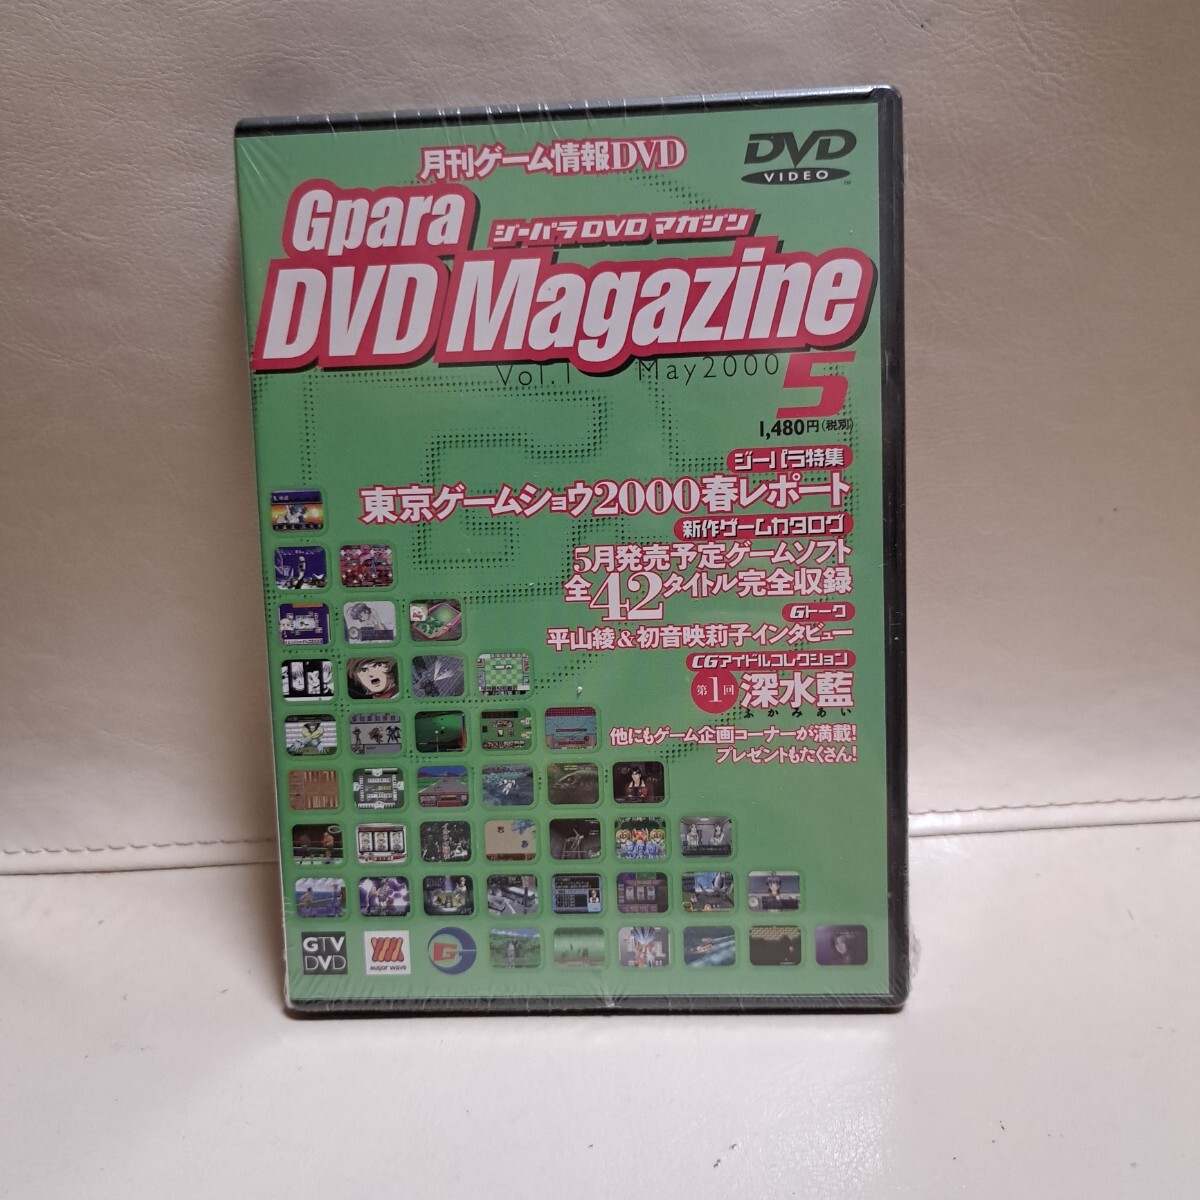 月刊ゲーム情報DVD
DVD
VIDEO
TM
Gpara
ジーパラDVDマガジン
DVD Magazine
Vol.1 May2000 5
1,480円(税別)
ジーパラ特集
東京ゲームショウ2000春レポート
新作ゲームカタログ
5月発売予定ゲームソフト
全42タイトル完全収録
Gトーク
平山綾&初音映莉子インタビュー
CGアイドルコレクション
第1回 深水藍
ふかみあい
他にもゲーム企画コーナーが満載!
プレゼントもたくさん!
GTV
DVD
major wave
G